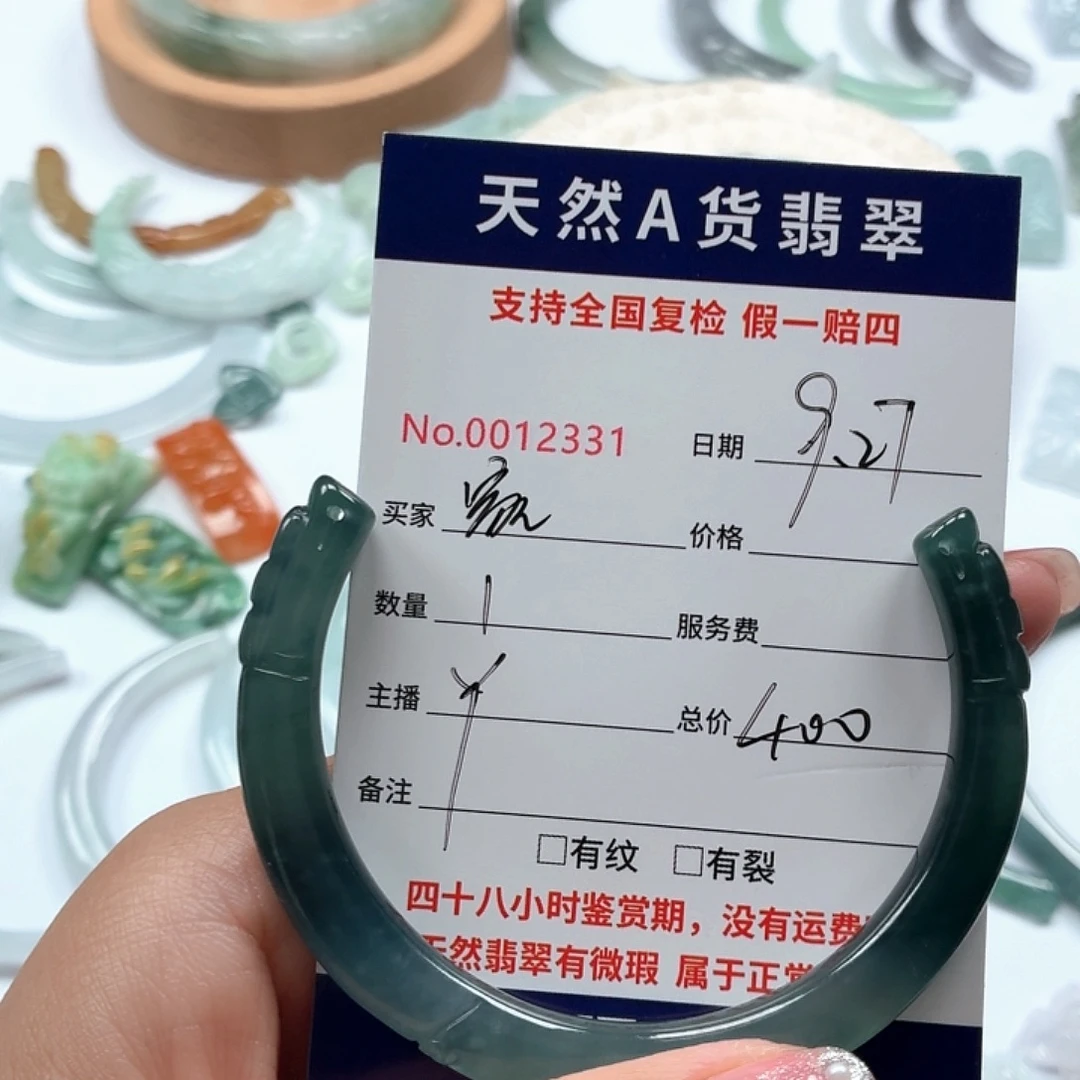 天然A货翡翠
支持全国复检 假一赔四
No.0012331 日期 9.27
买家 价格
数量 1 服务费
主播 Y 总价 400
备注
□有纹 □有裂
四十八小时鉴赏期，没有运费
天然翡翠有微瑕 属于正常